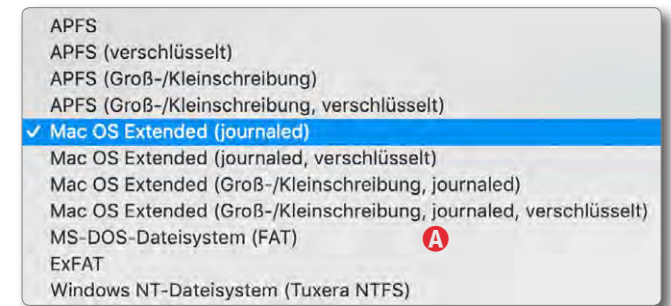 APFS
APFS (verschlüsselt)
APFS (Groß-/Kleinschreibung)
APFS (Groß-/Kleinschreibung, verschlüsselt)
✓ Mac OS Extended (journaled)
Mac OS Extended (journaled, verschlüsselt)
Mac OS Extended (Groß-/Kleinschreibung, journaled)
Mac OS Extended (Groß-/Kleinschreibung, journaled, verschlüsselt)
MS-DOS-Dateisystem (FAT) A
ExFAT
Windows NT-Dateisystem (Tuxera NTFS)